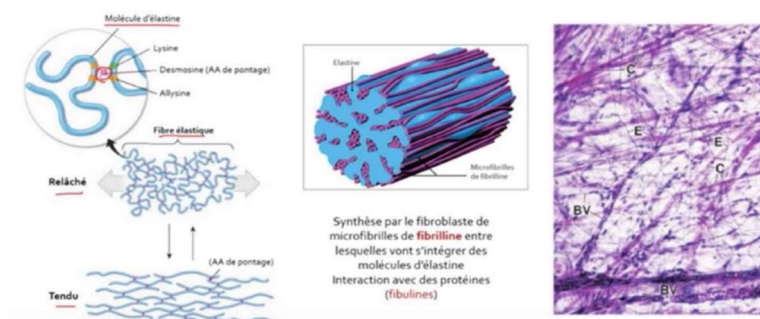 Molécule d'élastine
Lysine
Desmosine (AA de pontage)
Allysine
Fibre élastique
Relâché
(AA de pontage)
Tendu
Elastine
Microfibrilles
de fibrilline
Synthèse par le fibroblaste de
microfibrilles de fibrilline entre
lesquelles vont s'intégrer des
molécules d'élastine
Interaction avec des protéines
(fibulines)
C
E
E
C
BV
BV